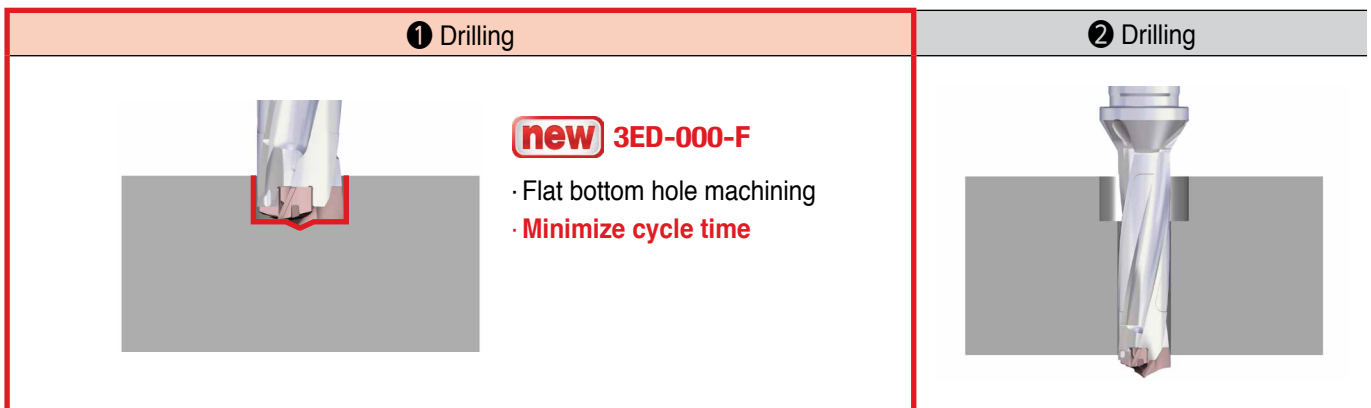 ❶ Drilling
❷ Drilling
new 3ED-000-F
· Flat bottom hole machining
· Minimize cycle time